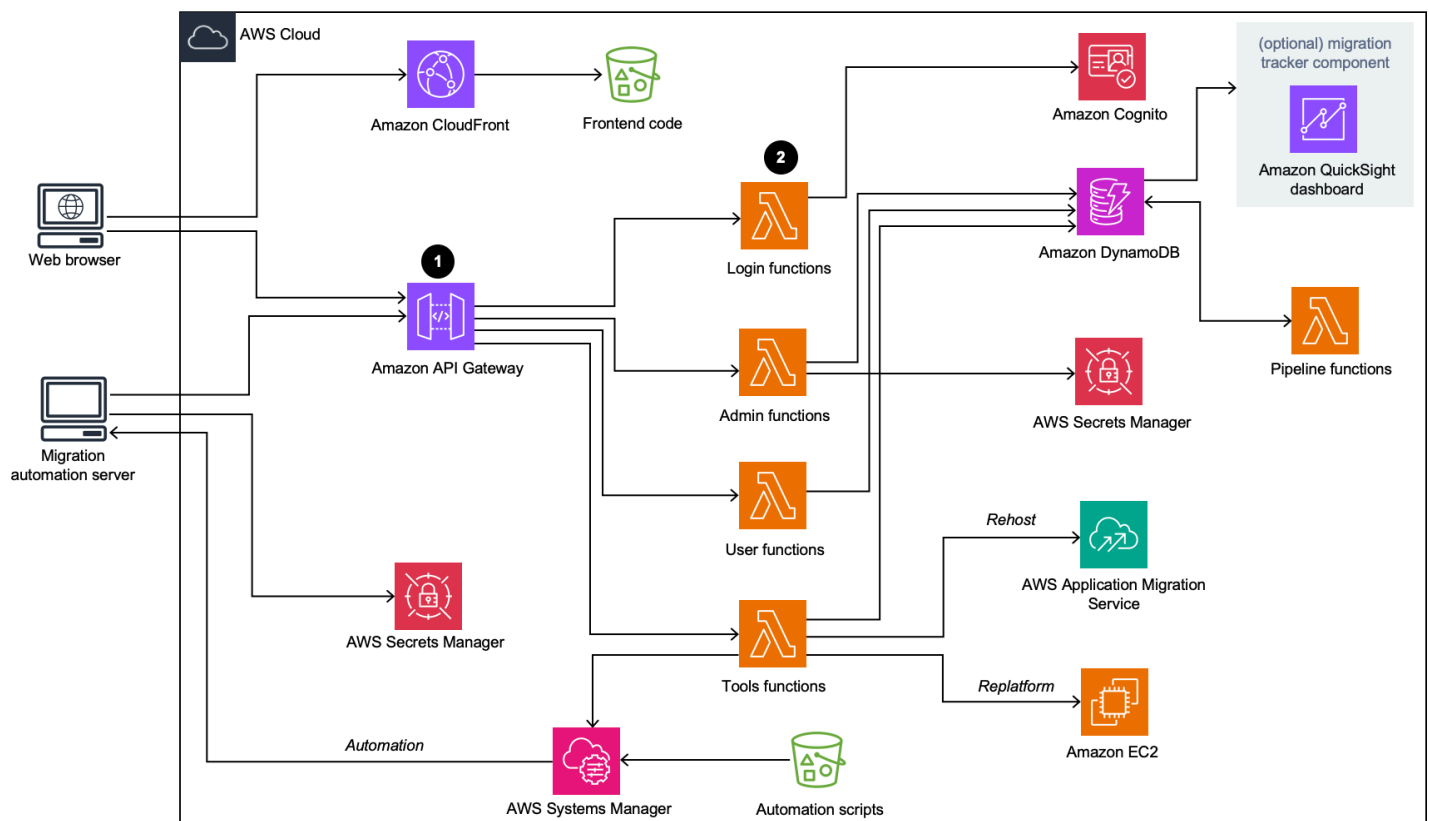 AWS Cloud
(optional) migration
tracker component
Amazon CloudFront
Frontend code
Amazon Cognito
2
Amazon QuickSight
dashboard
Web browser
Login functions
Amazon DynamoDB
1
</>
Amazon API Gateway
Pipeline functions
Admin functions
AWS Secrets Manager
Migration
automation server
Rehost
User functions
AWS Application Migration
Service
AWS Secrets Manager
Tools functions
Replatform
Automation
Amazon EC2
AWS Systems Manager
Automation scripts